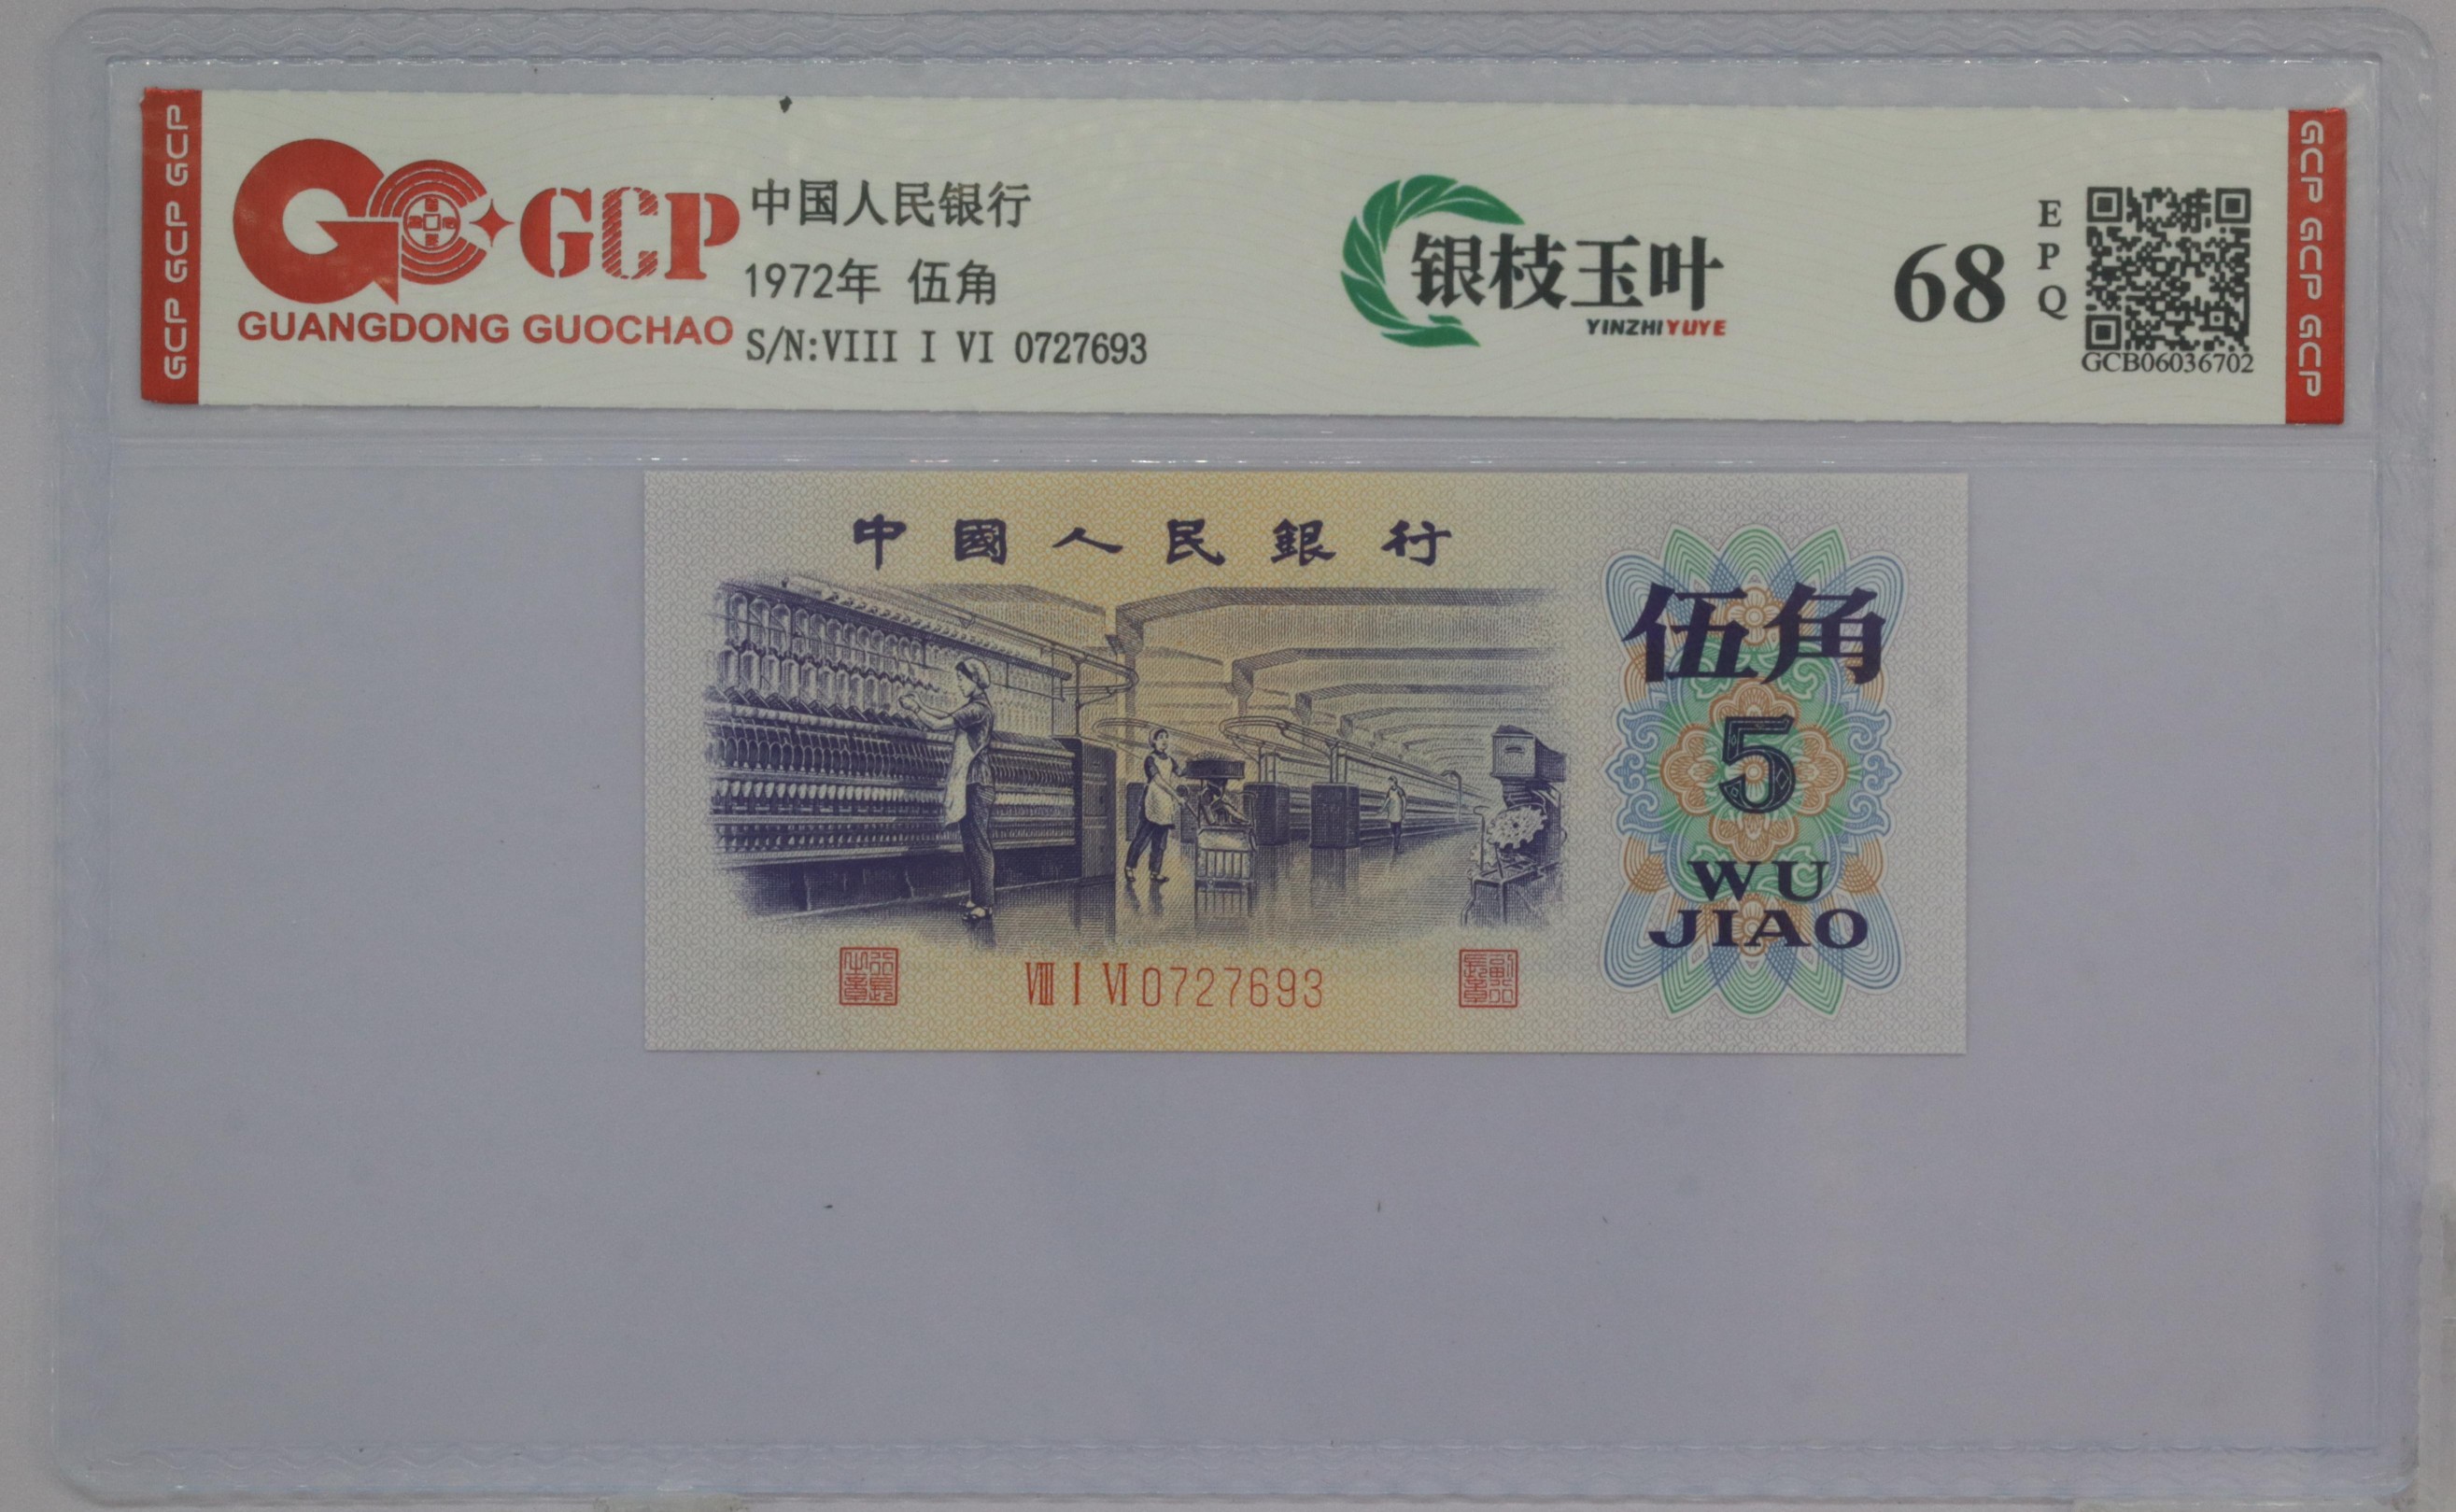 GCP GCP GCP
GCP
GUANGDONG GUOCHAO
中国人民银行
1972年 伍角
S/N:VIII I VI 0727693
银枝玉叶
YINZHIYUYE
68
EPQ
GCB06036702
GCP GCP GCP
中國人民銀行
伍角
5
WU
JIAO
Ⅷ Ⅰ Ⅵ 0727693